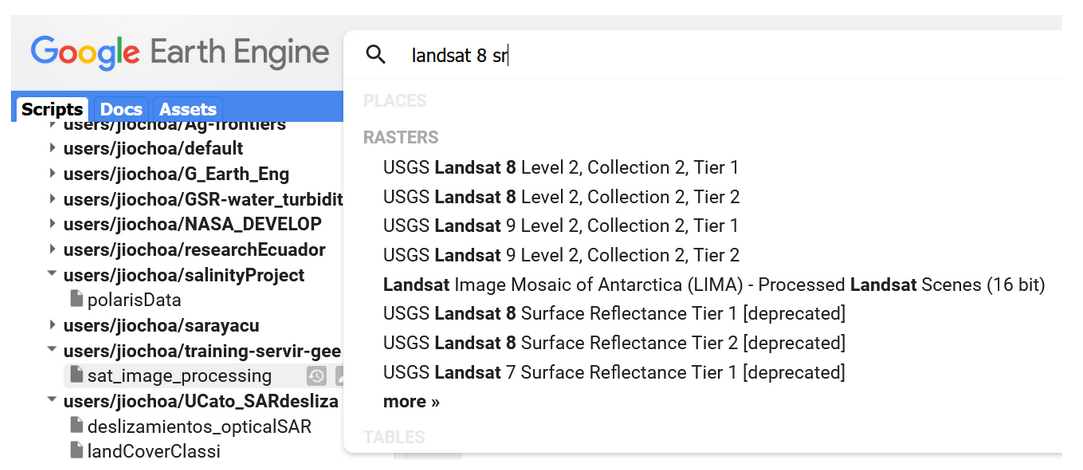 Google Earth Engine
landsat 8 sr
Scripts
Docs
Assets
users/jiochoa/Ag-frontiers
users/jiochoa/default
users/jiochoa/G_Earth_Eng
users/jiochoa/GSR-water_turbidit
users/jiochoa/NASA_DEVELOP
users/jiochoa/researchEcuador
users/jiochoa/salinityProject
polarisData
users/jiochoa/sarayacu
users/jiochoa/training-servir-gee
sat_image_processing
users/jiochoa/UCato_SARdesliza
deslizamientos_opticalSAR
landCoverClassi
PLACES
RASTERS
USGS Landsat 8 Level 2, Collection 2, Tier 1
USGS Landsat 8 Level 2, Collection 2, Tier 2
USGS Landsat 9 Level 2, Collection 2, Tier 1
USGS Landsat 9 Level 2, Collection 2, Tier 2
Landsat Image Mosaic of Antarctica (LIMA) - Processed Landsat Scenes (16 bit)
USGS Landsat 8 Surface Reflectance Tier 1 [deprecated]
USGS Landsat 8 Surface Reflectance Tier 2 [deprecated]
USGS Landsat 7 Surface Reflectance Tier 1 [deprecated]
more »
TABLES